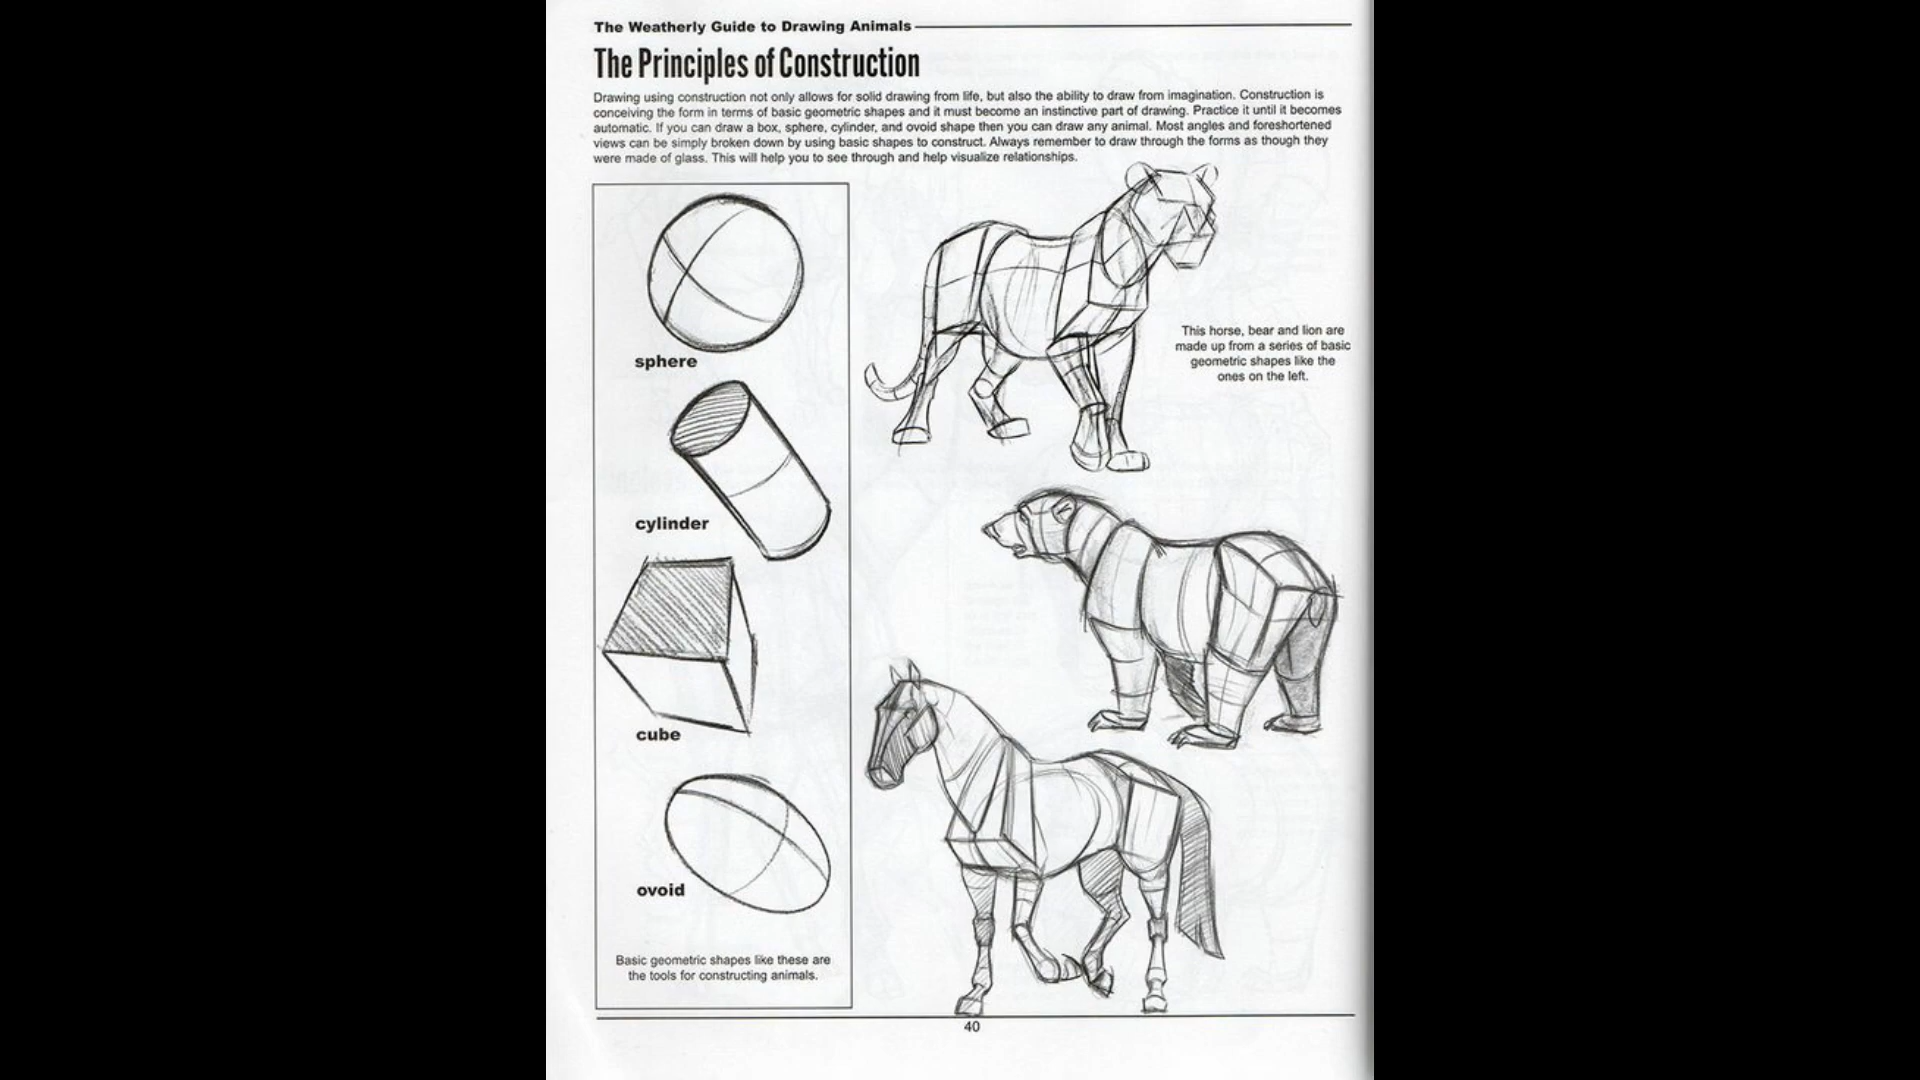 The Weatherly Guide to Drawing Animals
The Principles of Construction
Drawing using construction not only allows for solid drawing from life, but also the ability to draw from imagination. Construction is
conceiving the form in terms of basic geometric shapes and it must become an instinctive part of drawing. Practice it until it becomes
automatic. If you can draw a box, sphere, cylinder, and ovoid shape then you can draw any animal. Most angles and foreshortened
views can be simply broken down by using basic shapes to construct. Always remember to draw through the forms as though they
were made of glass. This will help you to see through and help visualize relationships.
sphere
cylinder
cube
ovoid
Basic geometric shapes like these are
the tools for constructing animals.
This horse, bear and lion are
made up from a series of basic
geometric shapes like the
ones on the left.
40